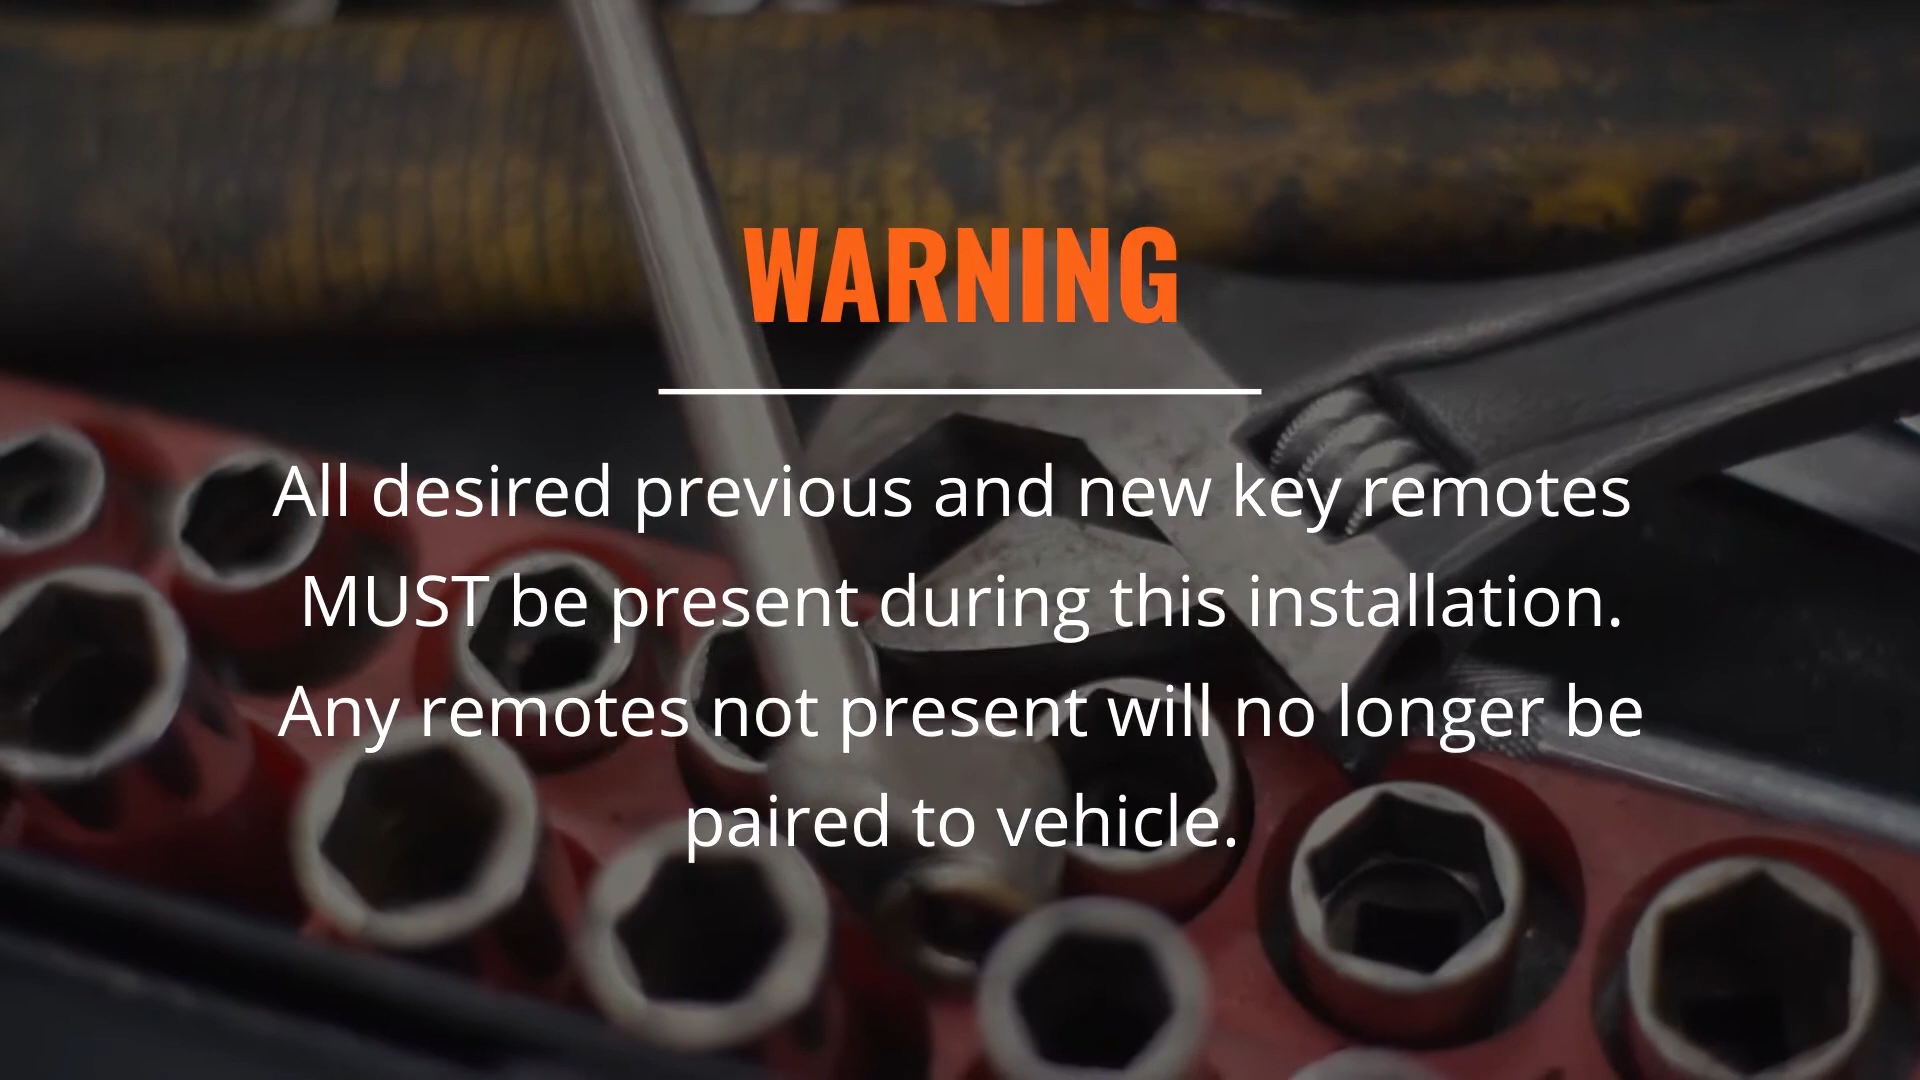 WARNING
All desired previous and new key remotes
MUST be present during this installation.
Any remotes not present will no longer be
paired to vehicle.